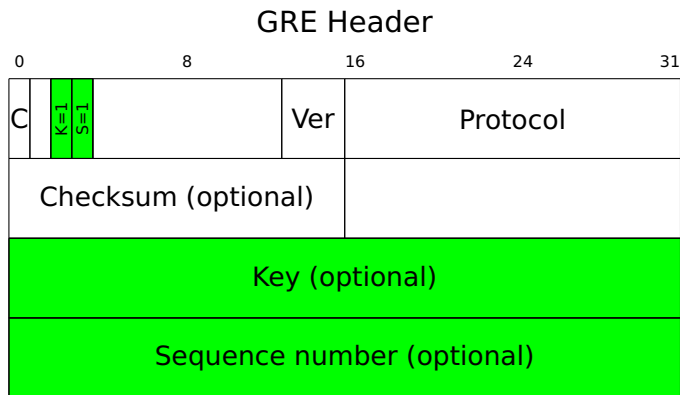 GRE Header
0 8 16 24 31
C K=1 S=1 Ver Protocol
Checksum (optional)
Key (optional)
Sequence number (optional)